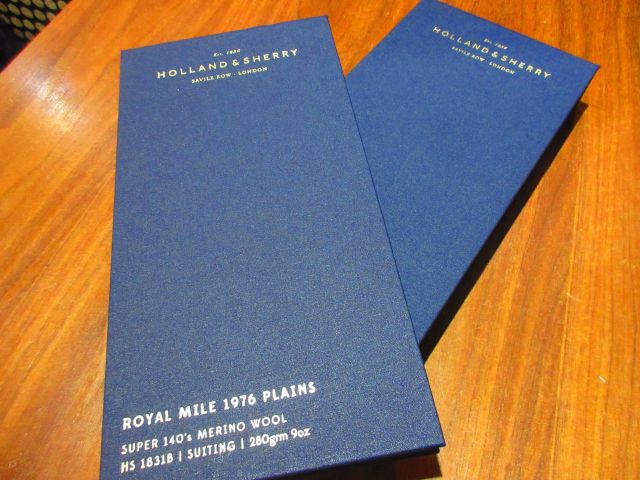 Est. 1836
HOLLAND & SHERRY
SAVILE ROW · LONDON
ROYAL MILE 1976 PLAINS
SUPER 140's MERINO WOOL
HS 1831B | SUITING | 280grm 9oz
Est. 1836
HOLLAND & SHERRY
SAVILE ROW · LONDON